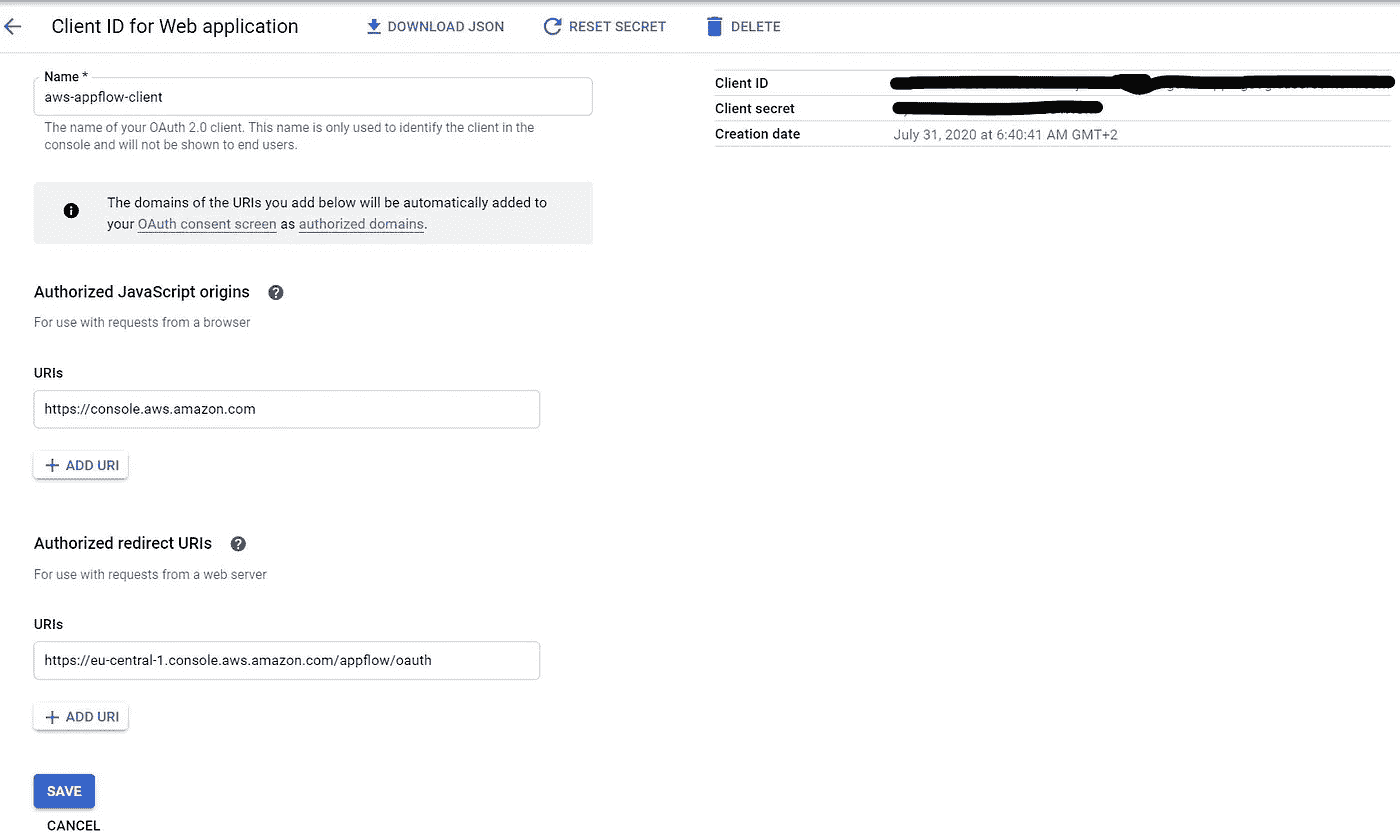 Client ID for Web application
DOWNLOAD JSON
RESET SECRET
DELETE
Name *
aws-appflow-client
The name of your OAuth 2.0 client. This name is only used to identify the client in the
console and will not be shown to end users.
The domains of the URIs you add below will be automatically added to
your OAuth consent screen as authorized domains.
Authorized JavaScript origins
For use with requests from a browser
URIs
https://console.aws.amazon.com
ADD URI
Authorized redirect URIs
For use with requests from a web server
URIs
https://eu-central-1.console.aws.amazon.com/appflow/oauth
ADD URI
SAVE
CANCEL
Client ID
Client secret
Creation date July 31, 2020 at 6:40:41 AM GMT+2